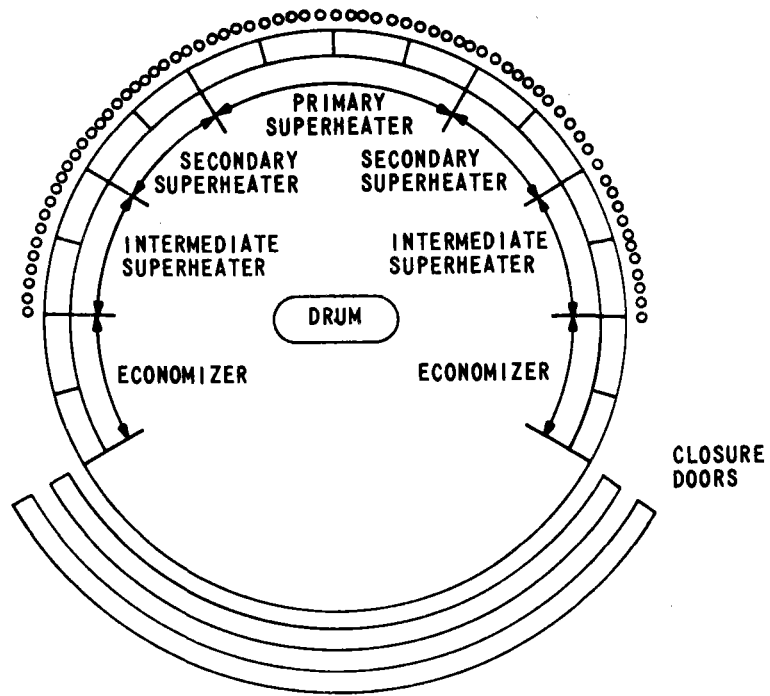 PRIMARY
SUPERHEATER
SECONDARY
SUPERHEATER
SECONDARY
SUPERHEATER
INTERMEDIATE
SUPERHEATER
INTERMEDIATE
SUPERHEATER
DRUM
ECONOMIZER
ECONOMIZER
CLOSURE
DOORS